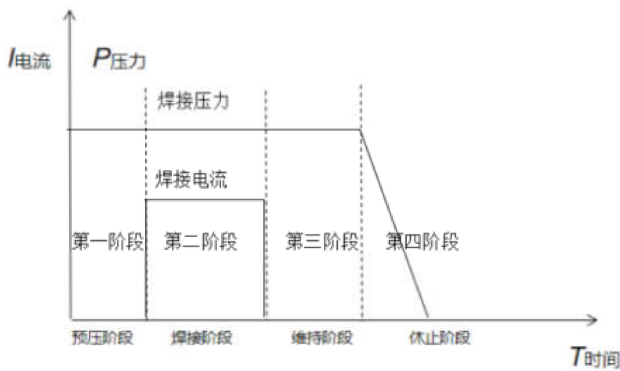 I电流 P压力
焊接压力
焊接电流
第一阶段 第二阶段 第三阶段 第四阶段
预压阶段 焊接阶段 维持阶段 休止阶段
T时间